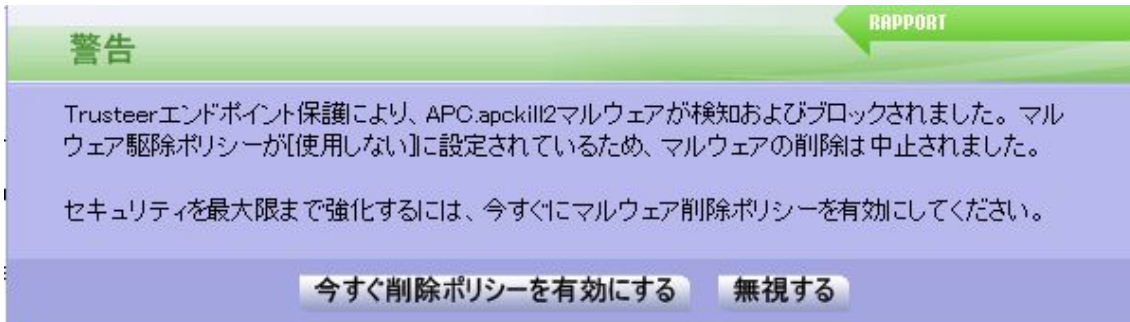 RAPPORT
警告
Trusteerエンドポイント保護により、APC.apckill2マルウェアが検知およびブロックされました。マル
ウェア駆除ポリシーが[使用しない]に設定されているため、マルウェアの削除は中止されました。
セキュリティを最大限まで強化するには、今すぐにマルウェア削除ポリシーを有効にしてください。
今すぐ削除ポリシーを有効にする 無視する